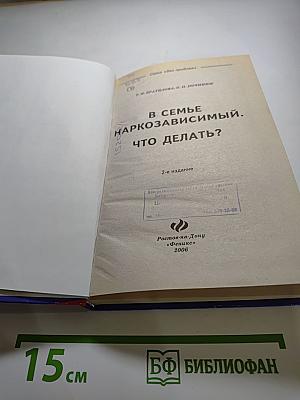 В СЕМЬЕ
НАРКОЗАВИСИМЫЙ.
ЧТО ДЕЛАТЬ?
2-е издание
Ростов-на-Дону
«Феникс»
2006
15 см
БФ БИБЛИОФАН